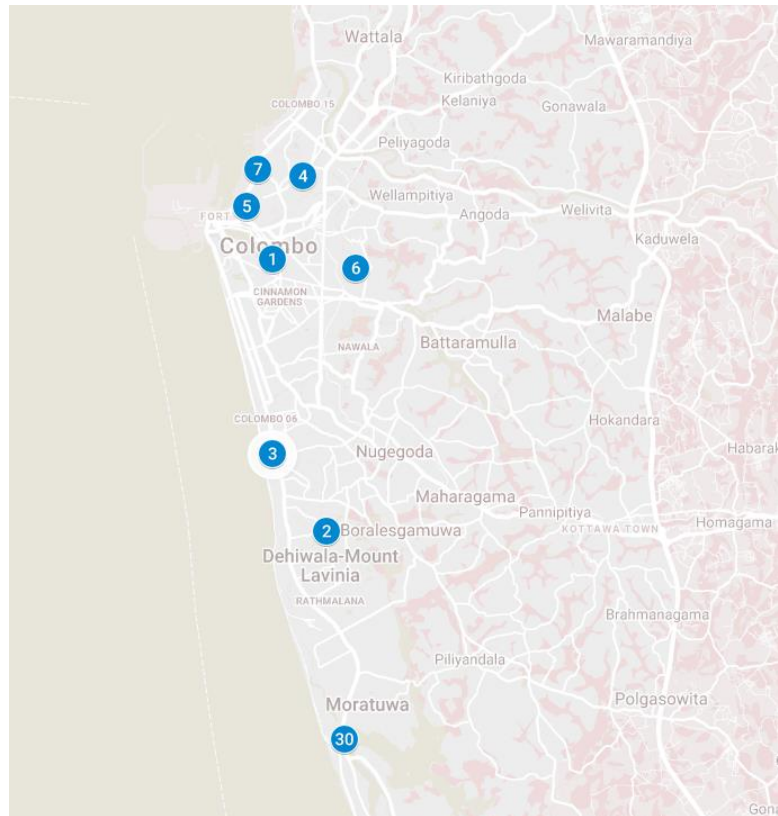 Wattala
Mawaramandiya
Kiribathgoda
COLOMBO 15
Kelaniya
Gonawala
Peliyagoda
7
4
Wellampitiya
5
FORT
Angoda
Welivita
Colombo
Kaduwela
1
6
CINNAMON
GARDENS
Malabe
NAWALA
Battaramulla
COLOMBO 06
Hokandara
3
Nugegoda
Habarak
Maharagama
Pannipitiya
2
Boralesgamuwa
KOTTAWA TOWN
Homagama
Dehiwala-Mount
Lavinia
RATHMALANA
Brahmanagama
Piliyandala
Moratuwa
Polgasowita
30
Gona